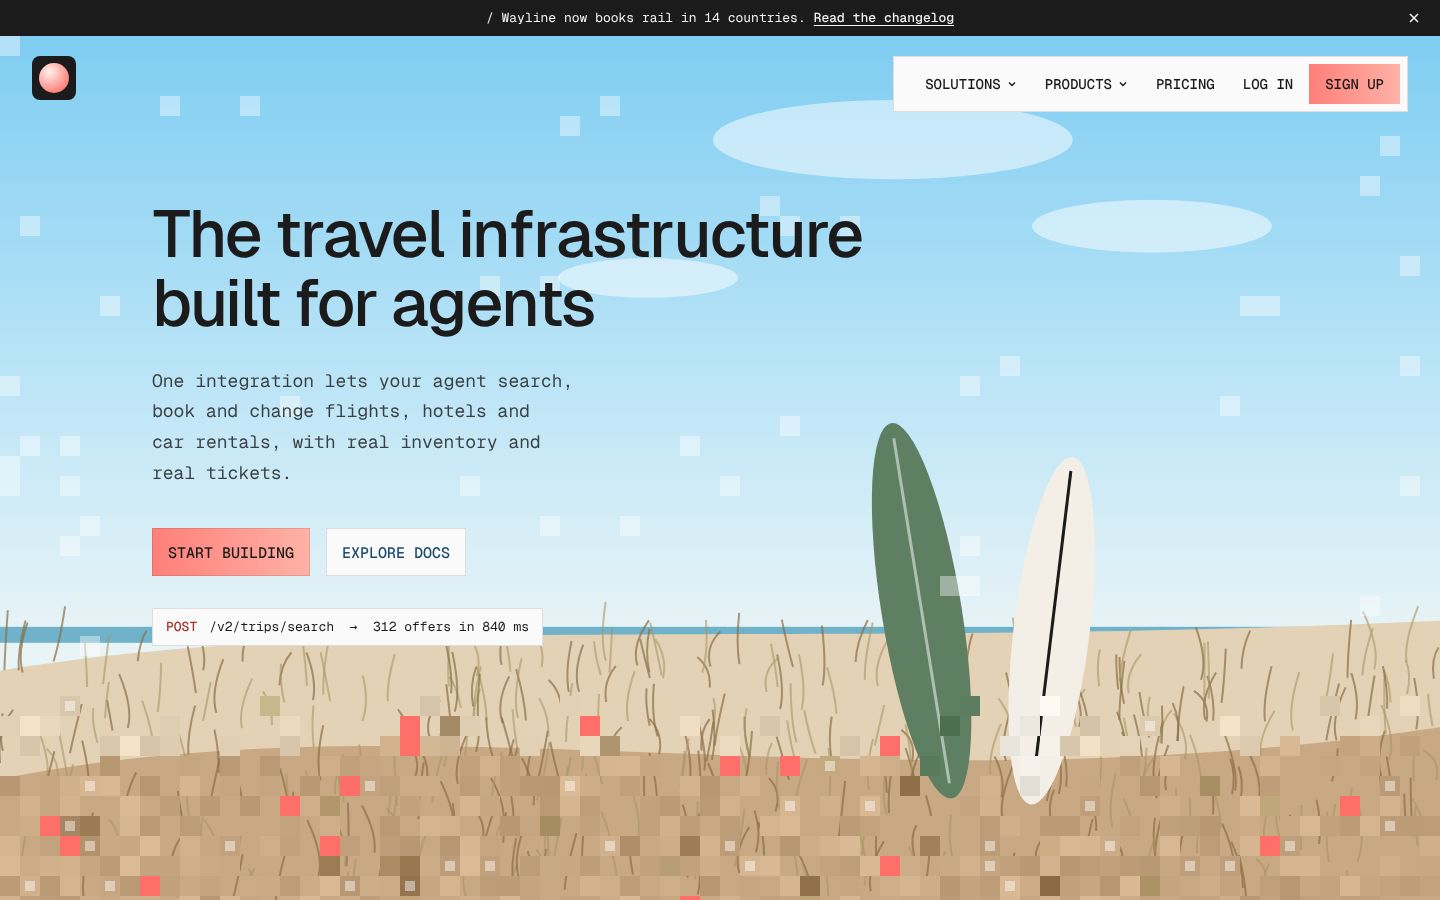 / Wayline now books rail in 14 countries. Read the changelog ×
SOLUTIONS PRODUCTS PRICING LOG IN SIGN UP
The travel infrastructure
built for agents
One integration lets your agent search,
book and change flights, hotels and
car rentals, with real inventory and
real tickets.
START BUILDING EXPLORE DOCS
POST /v2/trips/search → 312 offers in 840 ms